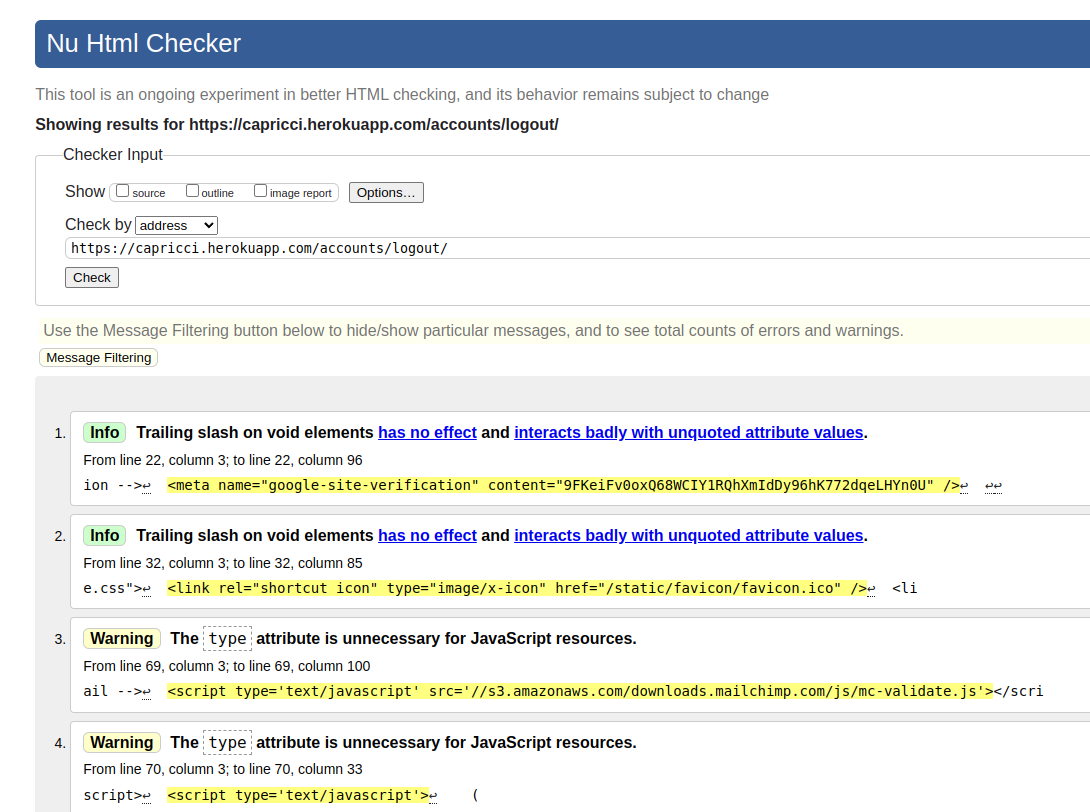 Nu Html Checker
This tool is an ongoing experiment in better HTML checking, and its behavior remains subject to change
Showing results for https://capricci.herokuapp.com/accounts/logout/
Checker Input
Show source outline image report Options…
Check by address
https://capricci.herokuapp.com/accounts/logout/
Check
Use the Message Filtering button below to hide/show particular messages, and to see total counts of errors and warnings.
Message Filtering
1. Info Trailing slash on void elements has no effect and interacts badly with unquoted attribute values.
From line 22, column 3; to line 22, column 96
ion -->↩ <meta name="google-site-verification" content="9FKeiFv0oxQ68WCIY1RQhXmIdDy96hK772dqeLHYn0U" />↩ ↩↩
2. Info Trailing slash on void elements has no effect and interacts badly with unquoted attribute values.
From line 32, column 3; to line 32, column 85
e.css">↩ <link rel="shortcut icon" type="image/x-icon" href="/static/favicon/favicon.ico" />↩ <li
3. Warning The type attribute is unnecessary for JavaScript resources.
From line 69, column 3; to line 69, column 100
ail -->↩ <script type='text/javascript' src='//s3.amazonaws.com/downloads.mailchimp.com/js/mc-validate.js'></scri
4. Warning The type attribute is unnecessary for JavaScript resources.
From line 70, column 3; to line 70, column 33
script>↩ <script type='text/javascript'>↩ (